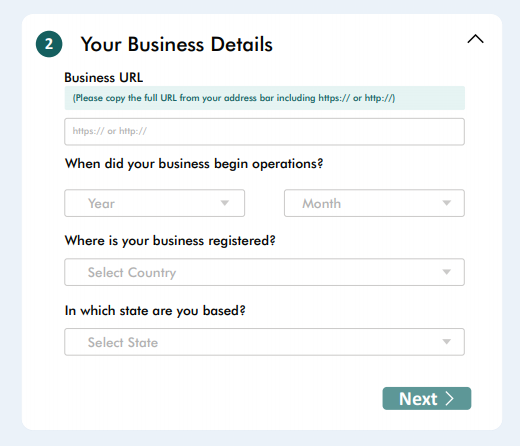 2 Your Business Details
Business URL
(Please copy the full URL from your address bar including https:// or http://)
https:// or http://
When did your business begin operations?
Year Month
Where is your business registered?
Select Country
In which state are you based?
Select State
Next